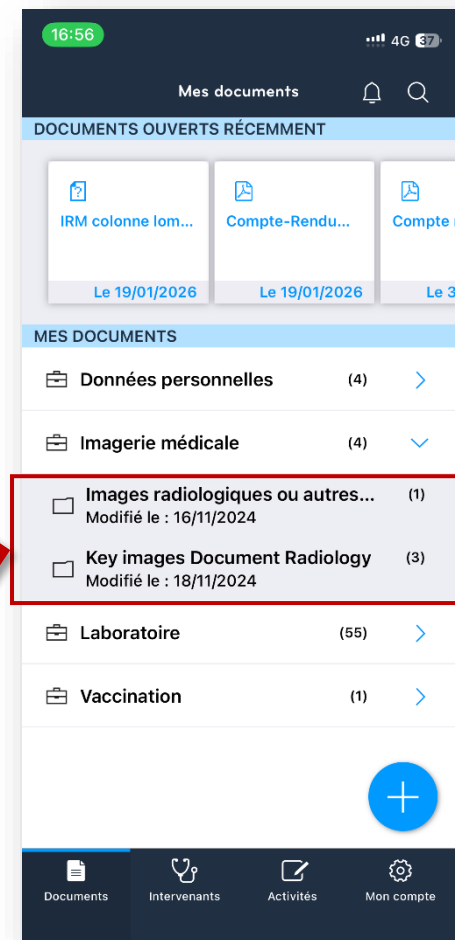 16:56 4G 37
Mes documents
DOCUMENTS OUVERTS RÉCEMMENT
IRM colonne lom... Compte-Rendu... Compte
Le 19/01/2026 Le 19/01/2026 Le 3
MES DOCUMENTS
Données personnelles (4)
Imagerie médicale (4)
Images radiologiques ou autres... (1)
Modifié le : 16/11/2024
Key images Document Radiology (3)
Modifié le : 18/11/2024
Laboratoire (55)
Vaccination (1)
Documents Intervenants Activités Mon compte